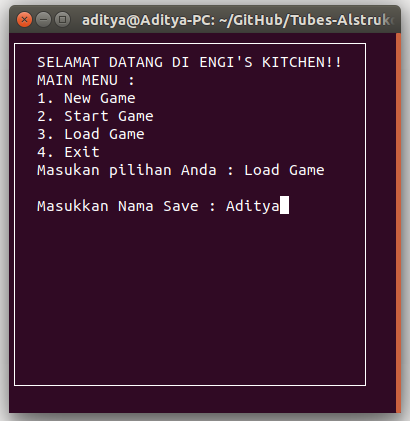 aditya@Aditya-PC: ~/GitHub/Tubes-Alstruk
SELAMAT DATANG DI ENGI'S KITCHEN!!
MAIN MENU :
1. New Game
2. Start Game
3. Load Game
4. Exit
Masukan pilihan Anda : Load Game
Masukkan Nama Save : Aditya